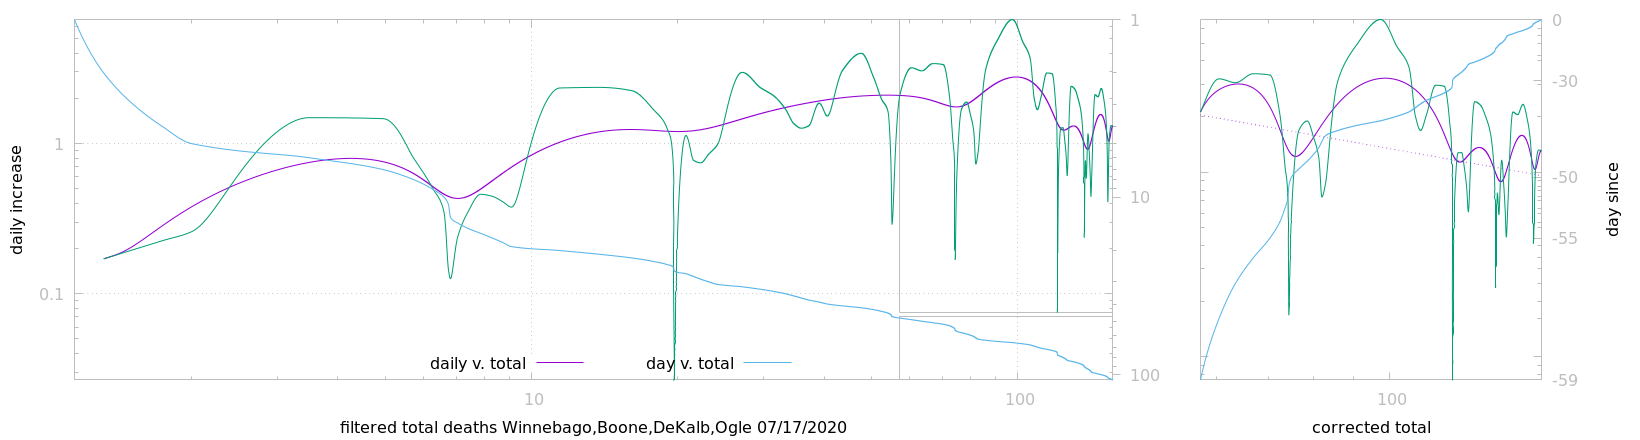 1
0
-30
10
1
-50
-55
0.1
daily increase
day since
daily v. total
day v. total
100
-59
10
100
100
filtered total deaths Winnebago,Boone,DeKalb,Ogle 07/17/2020
corrected total